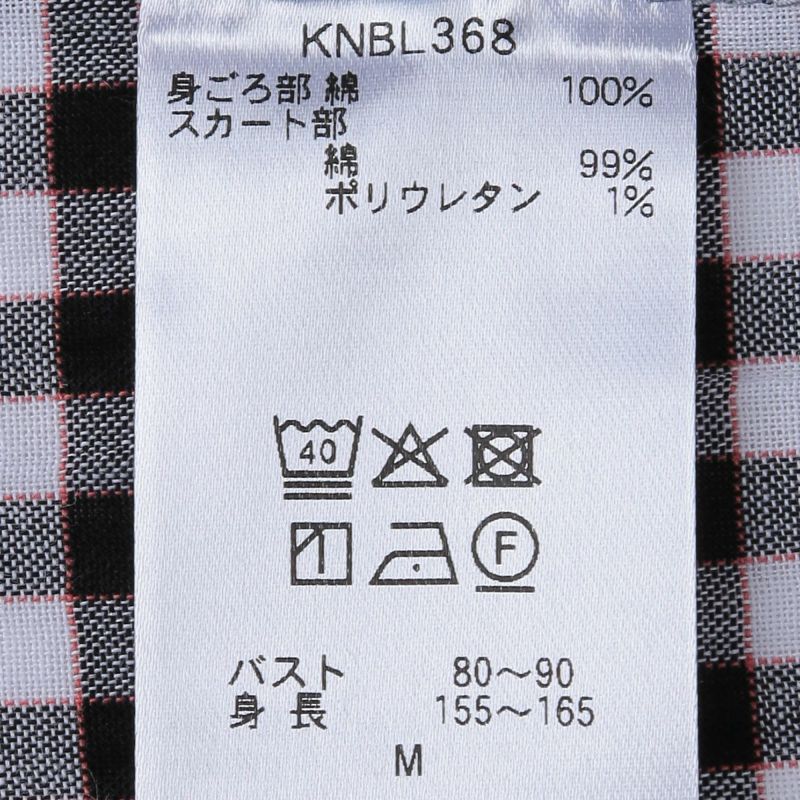 KNBL368
身ごろ部 綿 100%
スカート部
綿 99%
ポリウレタン 1%
40
F
バスト 80～90
身長 155～165
M